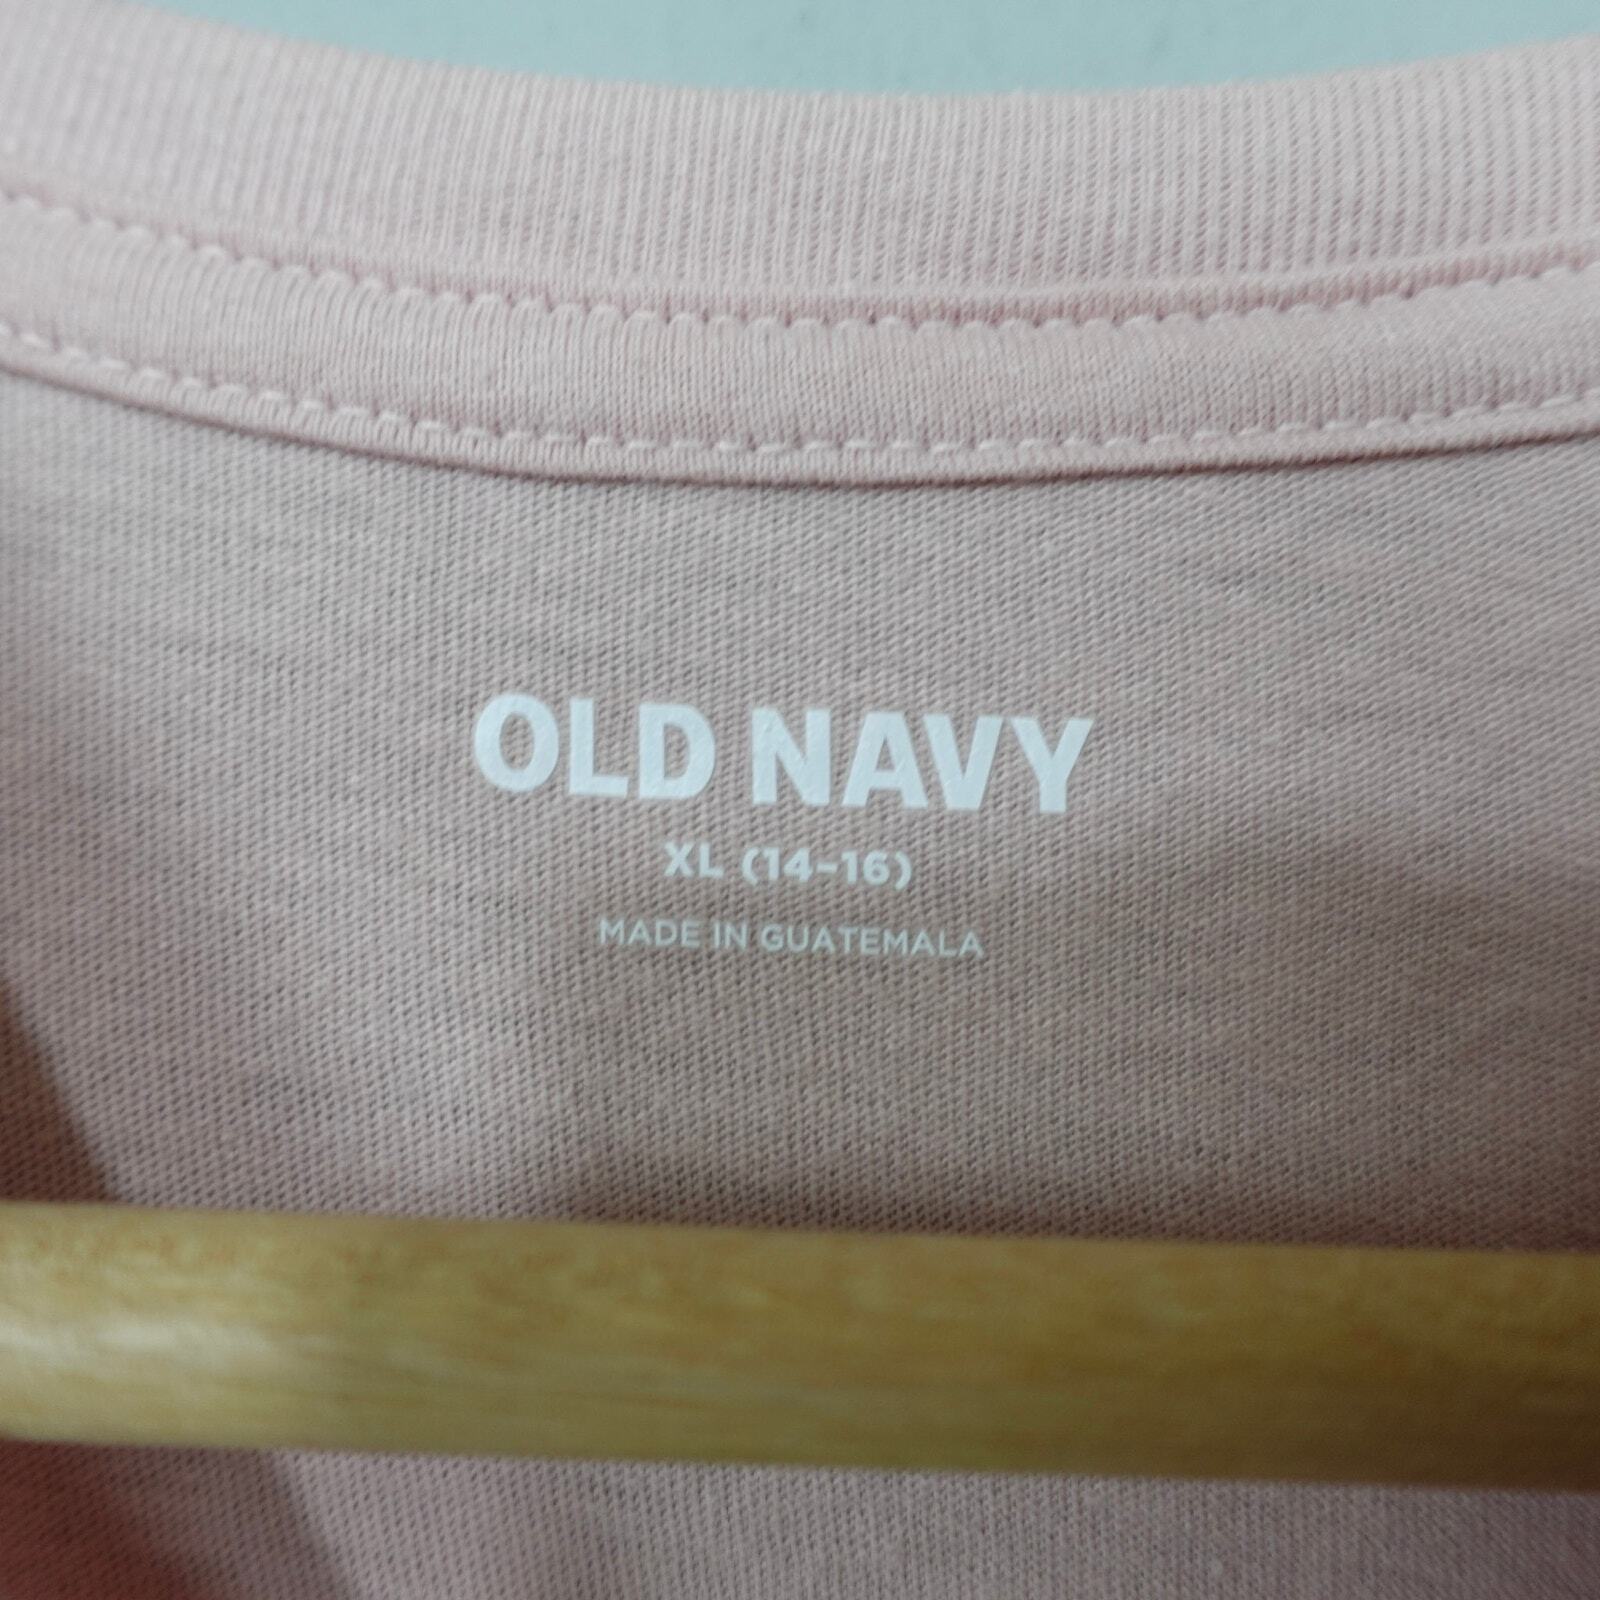 OLD NAVY
XL (14-16)
MADE IN GUATEMALA